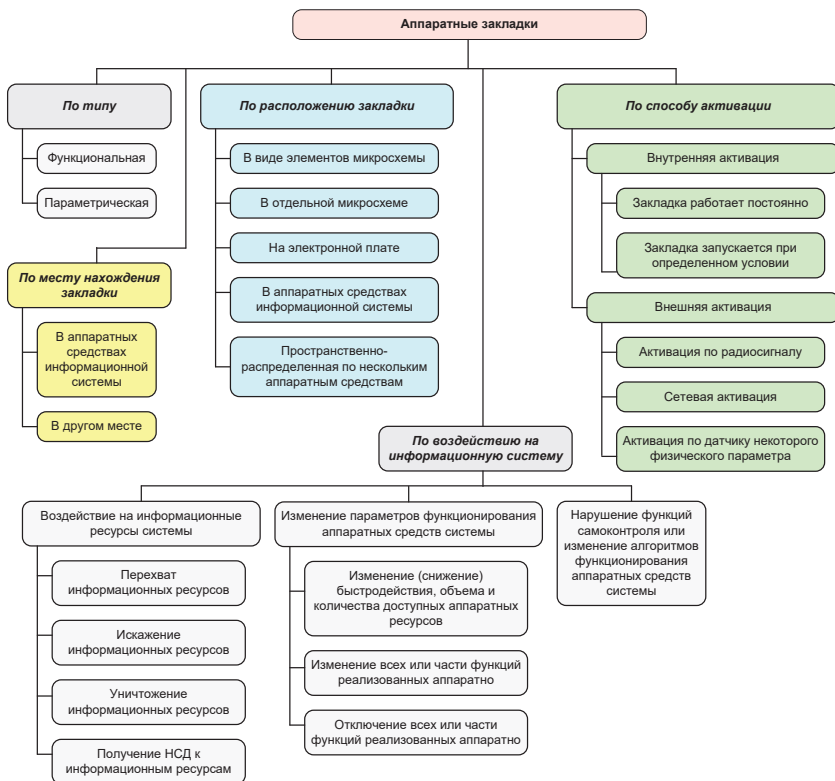 Аппаратные закладки
По типу
Функциональная
Параметрическая
По месту нахождения
закладки
В аппаратных
средствах
информационной
системы
В другом месте
По расположению закладки
В виде элементов микросхемы
В отдельной микросхеме
На электронной плате
В аппаратных средствах
информационной системы
Пространственно-
распределенная по нескольким
аппаратным средствам
По способу активации
Внутренняя активация
Закладка работает постоянно
Закладка запускается при
определенном условии
Внешняя активация
Активация по радиосигналу
Сетевая активация
Активация по датчику некоторого
физического параметра
По воздействию на
информационную систему
Воздействие на информационные
ресурсы системы
Перехват
информационных ресурсов
Искажение
информационных ресурсов
Уничтожение
информационных ресурсов
Получение НСД к
информационным ресурсам
Изменение параметров функционирования
аппаратных средств системы
Изменение (снижение)
быстродействия, объема и
количества доступных аппаратных
ресурсов
Изменение всех или части функций
реализованных аппаратно
Отключение всех или части
функций реализованных аппаратно
Нарушение функций
самоконтроля или
изменение алгоритмов
функционирования
аппаратных средств
системы